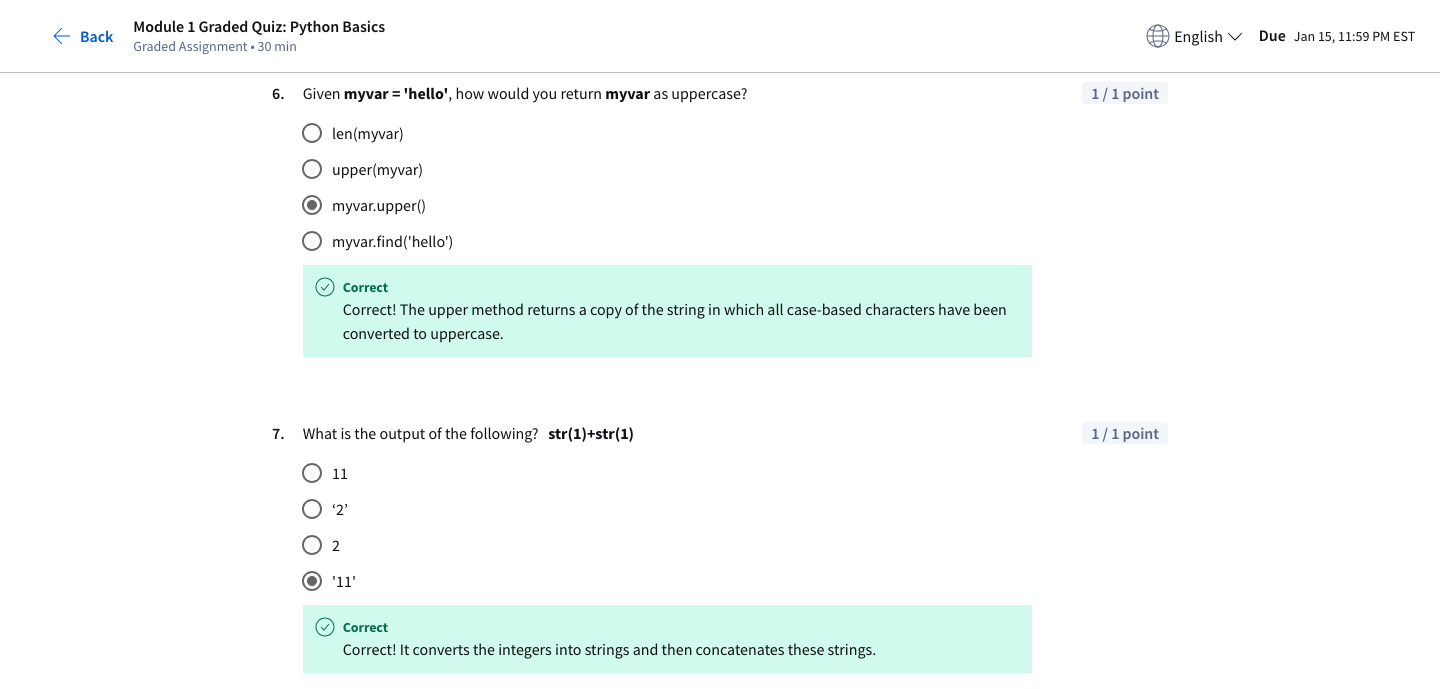 Back
Module 1 Graded Quiz: Python Basics
Graded Assignment • 30 min
English
Due Jan 15, 11:59 PM EST
6. Given myvar = 'hello', how would you return myvar as uppercase?
1 / 1 point
len(myvar)
upper(myvar)
myvar.upper()
myvar.find('hello')
Correct
Correct! The upper method returns a copy of the string in which all case-based characters have been
converted to uppercase.
7. What is the output of the following? str(1)+str(1)
1 / 1 point
11
‘2’
2
'11'
Correct
Correct! It converts the integers into strings and then concatenates these strings.